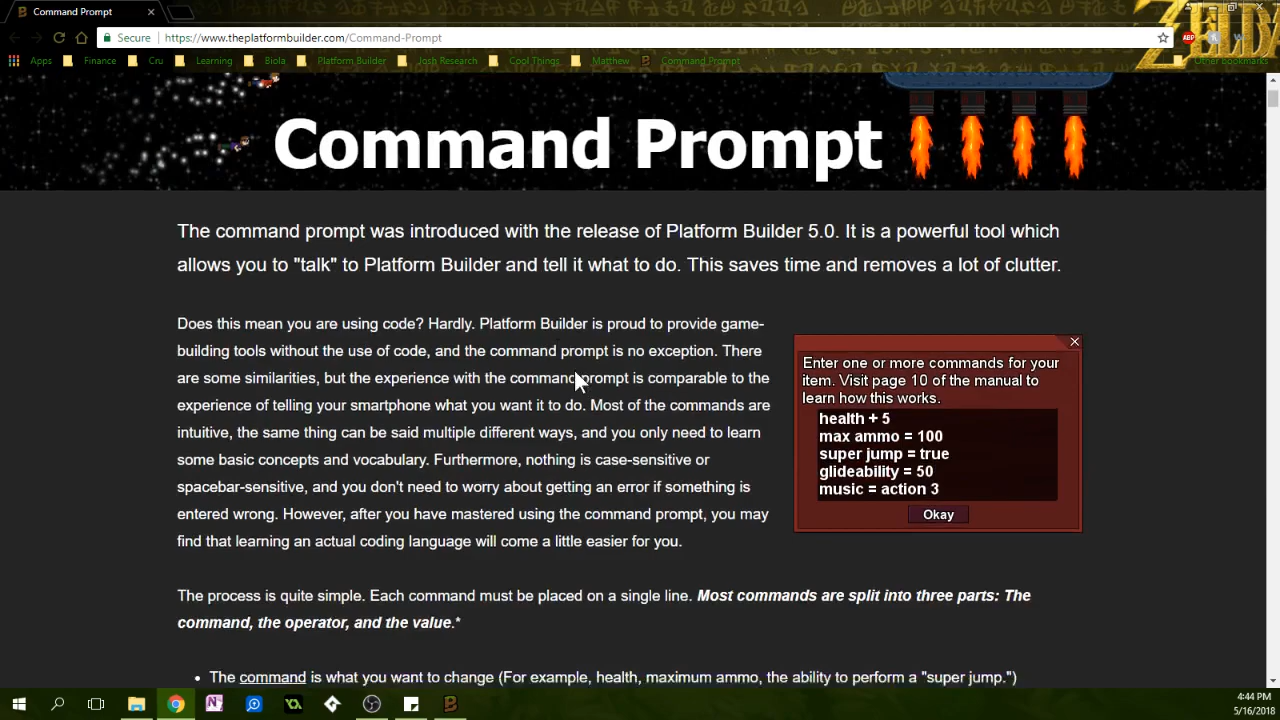 Command Prompt
Secure https://www.theplatformbuilder.com/Command-Prompt
ABP
Apps Finance Cru Learning Biola Platform Builder Josh Research Cool Things Matthew Command Prompt Other bookmarks
Command Prompt
The command prompt was introduced with the release of Platform Builder 5.0. It is a powerful tool which
allows you to "talk" to Platform Builder and tell it what to do. This saves time and removes a lot of clutter.
Does this mean you are using code? Hardly. Platform Builder is proud to provide game-
building tools without the use of code, and the command prompt is no exception. There
are some similarities, but the experience with the command prompt is comparable to the
experience of telling your smartphone what you want it to do. Most of the commands are
intuitive, the same thing can be said multiple different ways, and you only need to learn
some basic concepts and vocabulary. Furthermore, nothing is case-sensitive or
spacebar-sensitive, and you don't need to worry about getting an error if something is
entered wrong. However, after you have mastered using the command prompt, you may
find that learning an actual coding language will come a little easier for you.
Enter one or more commands for your
item. Visit page 10 of the manual to
learn how this works.
health + 5
max ammo = 100
super jump = true
glideability = 50
music = action 3
Okay
The process is quite simple. Each command must be placed on a single line. Most commands are split into three parts: The
command, the operator, and the value.*
• The command is what you want to change (For example, health, maximum ammo, the ability to perform a "super jump.")
4:44 PM
5/16/2018